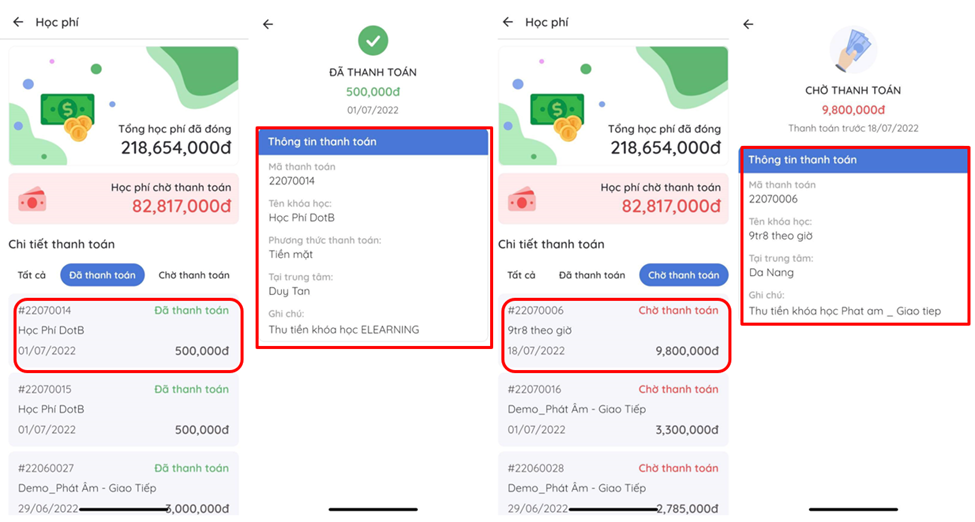 Học phí
Tổng học phí đã đóng
218,654,000đ
Học phí chờ thanh toán
82,817,000đ
Chi tiết thanh toán
Tất cả
Đã thanh toán
Chờ thanh toán
#22070014
Đã thanh toán
Học Phí DotB
01/07/2022
500,000đ
#22070015
Đã thanh toán
Học Phí DotB
01/07/2022
500,000đ
#22060027
Đã thanh toán
Demo_Phát Âm - Giao Tiếp
29/06/2022
3,000,000đ
ĐÃ THANH TOÁN
500,000đ
01/07/2022
Thông tin thanh toán
Mã thanh toán
22070014
Tên khóa học:
Học Phí DotB
Phương thức thanh toán:
Tiền mặt
Tại trung tâm:
Duy Tan
Ghi chú:
Thu tiền khóa học ELEARNING
Học phí
Tổng học phí đã đóng
218,654,000đ
Học phí chờ thanh toán
82,817,000đ
Chi tiết thanh toán
Tất cả
Đã thanh toán
Chờ thanh toán
#22070006
Chờ thanh toán
9tr8 theo giờ
18/07/2022
9,800,000đ
#22070016
Chờ thanh toán
Demo_Phát Âm - Giao Tiếp
01/07/2022
3,300,000đ
#22060028
Chờ thanh toán
Demo_Phát Âm - Giao Tiếp
29/06/2022
2,785,000đ
CHỜ THANH TOÁN
9,800,000đ
Thanh toán trước 18/07/2022
Thông tin thanh toán
Mã thanh toán
22070006
Tên khóa học:
9tr8 theo giờ
Tại trung tâm:
Da Nang
Ghi chú:
Thu tiền khóa học Phat am _ Giao tiep